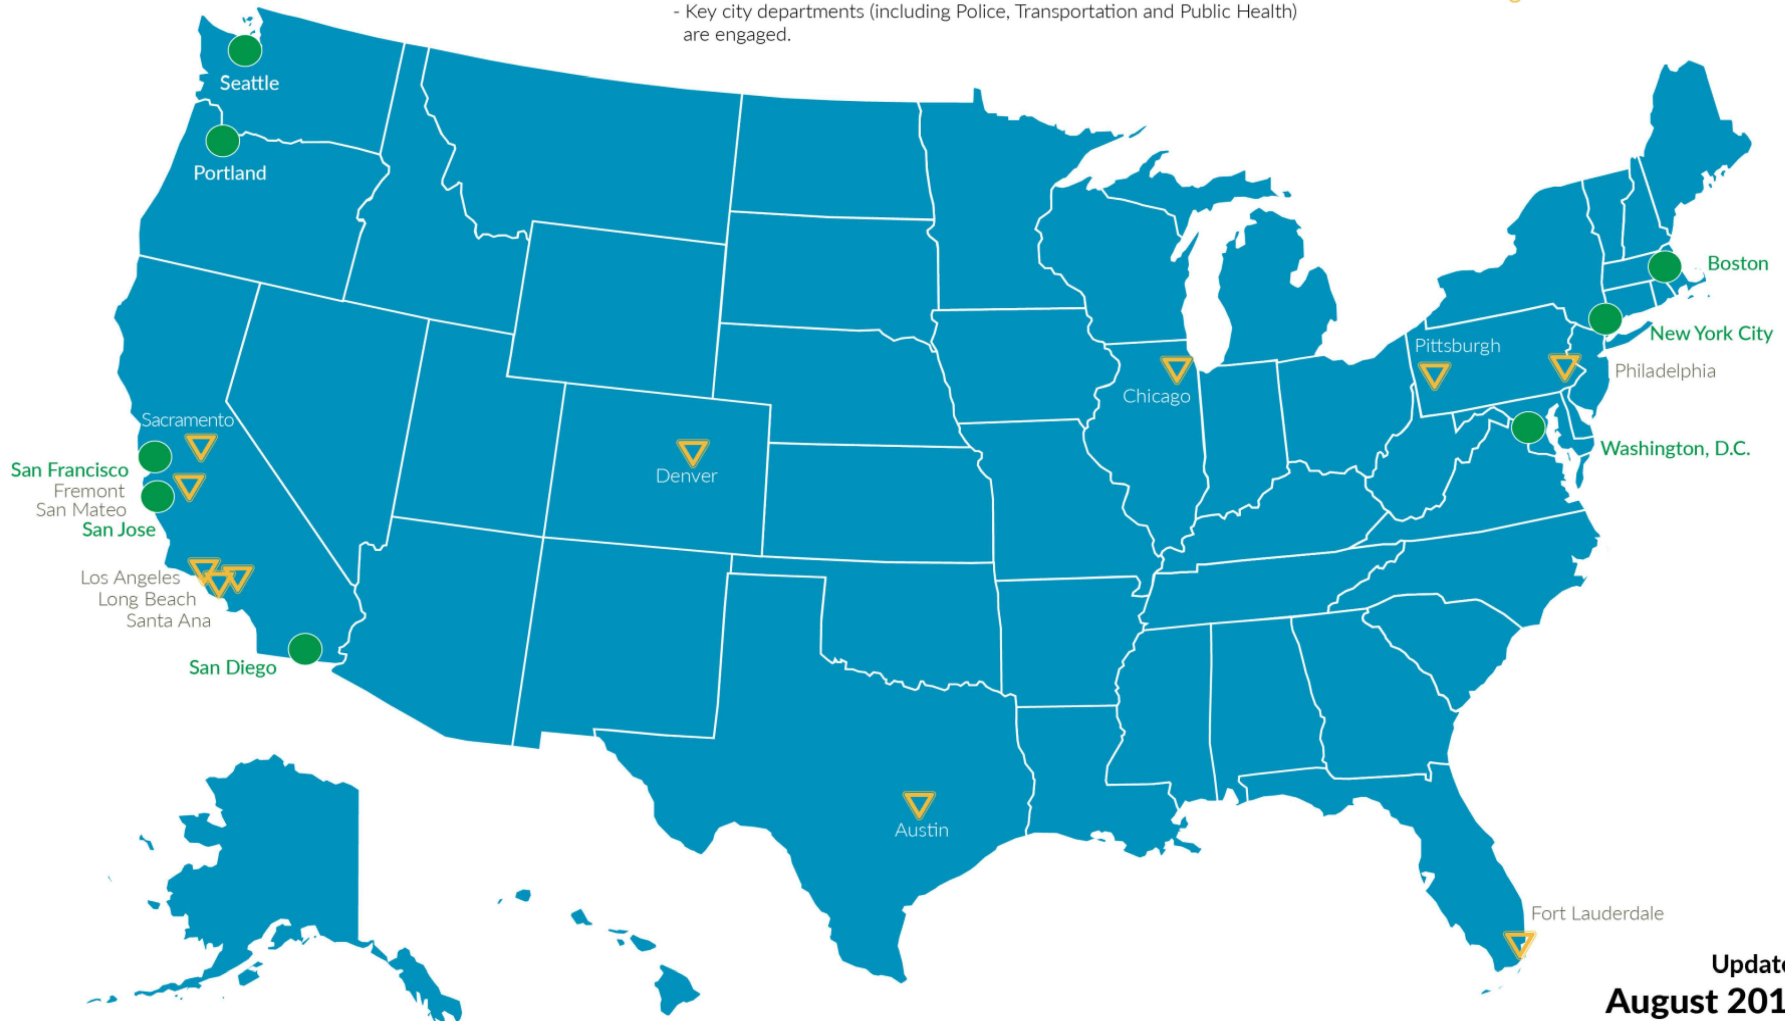 - Key city departments (including Police, Transportation and Public Health)
are engaged.
Seattle
Portland
Boston
New York City
Pittsburgh
Philadelphia
Chicago
Sacramento
Washington, D.C.
San Francisco
Denver
Fremont
San Mateo
San Jose
Los Angeles
Long Beach
Santa Ana
San Diego
Austin
Fort Lauderdale
Update
August 201